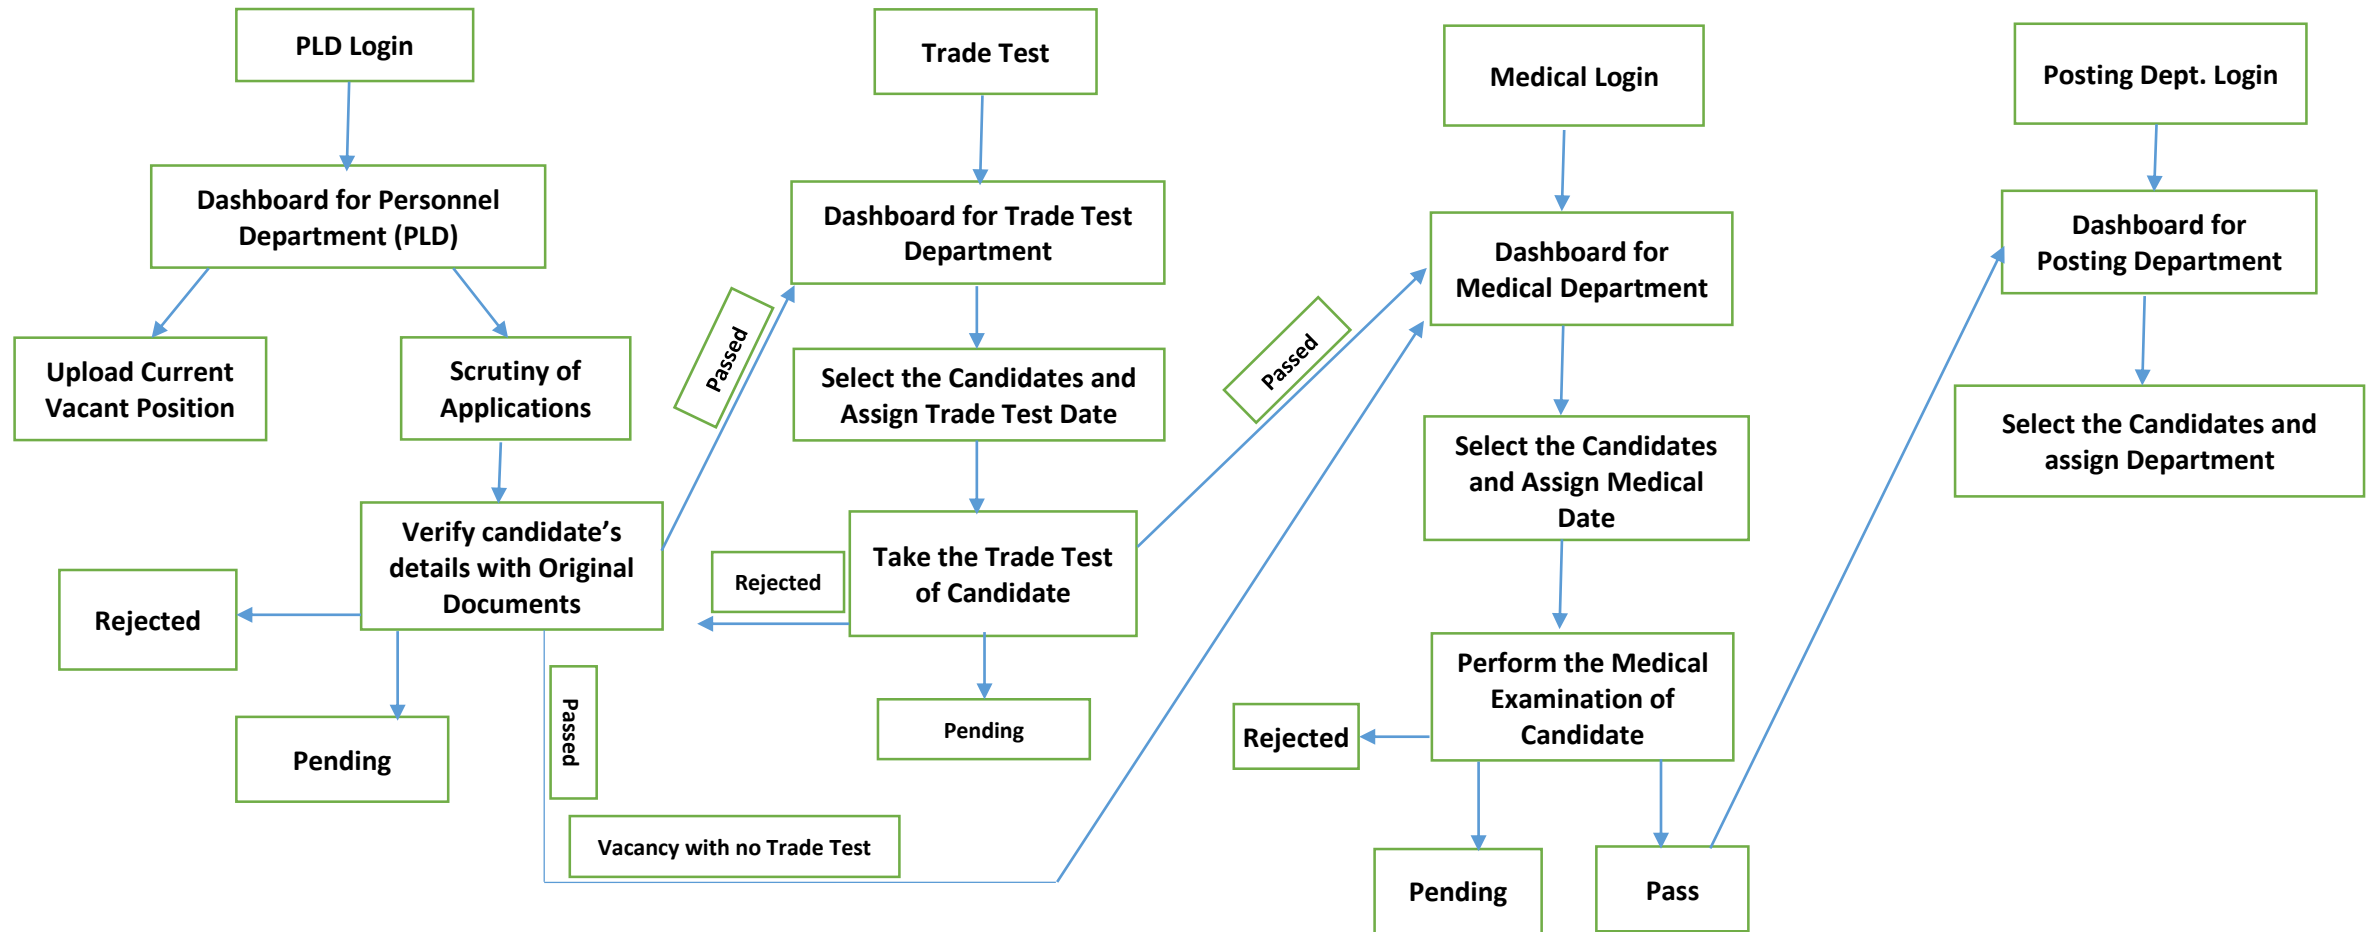 PLD Login
Dashboard for Personnel
Department (PLD)
Upload Current
Vacant Position
Scrutiny of
Applications
Verify candidate’s
details with Original
Documents
Rejected
Pending
Passed
Passed
Vacancy with no Trade Test
Trade Test
Dashboard for Trade Test
Department
Select the Candidates and
Assign Trade Test Date
Take the Trade Test
of Candidate
Rejected
Pending
Passed
Medical Login
Dashboard for
Medical Department
Select the Candidates
and Assign Medical
Date
Perform the Medical
Examination of
Candidate
Rejected
Pending
Pass
Posting Dept. Login
Dashboard for
Posting Department
Select the Candidates and
assign Department